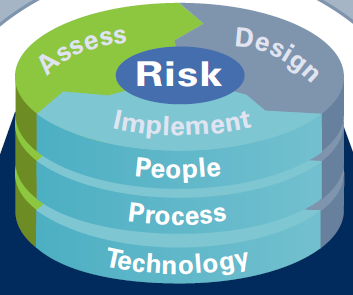 Assess
Design
Risk
Implement
People
Process
Technology